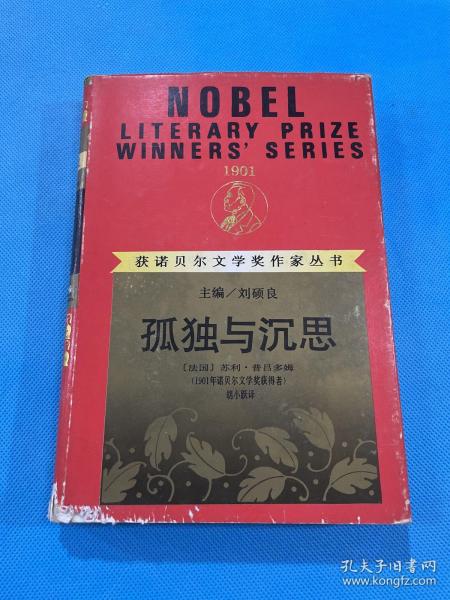 NOBEL
LITERARY PRIZE
WINNERS' SERIES
1901
获诺贝尔文学奖作家丛书
主编/刘硕良
孤独与沉思
〔法国〕苏利·普吕多姆
(1901年诺贝尔文学奖获得者)
胡小跃译
孔夫子旧书网
www.kongfz.com